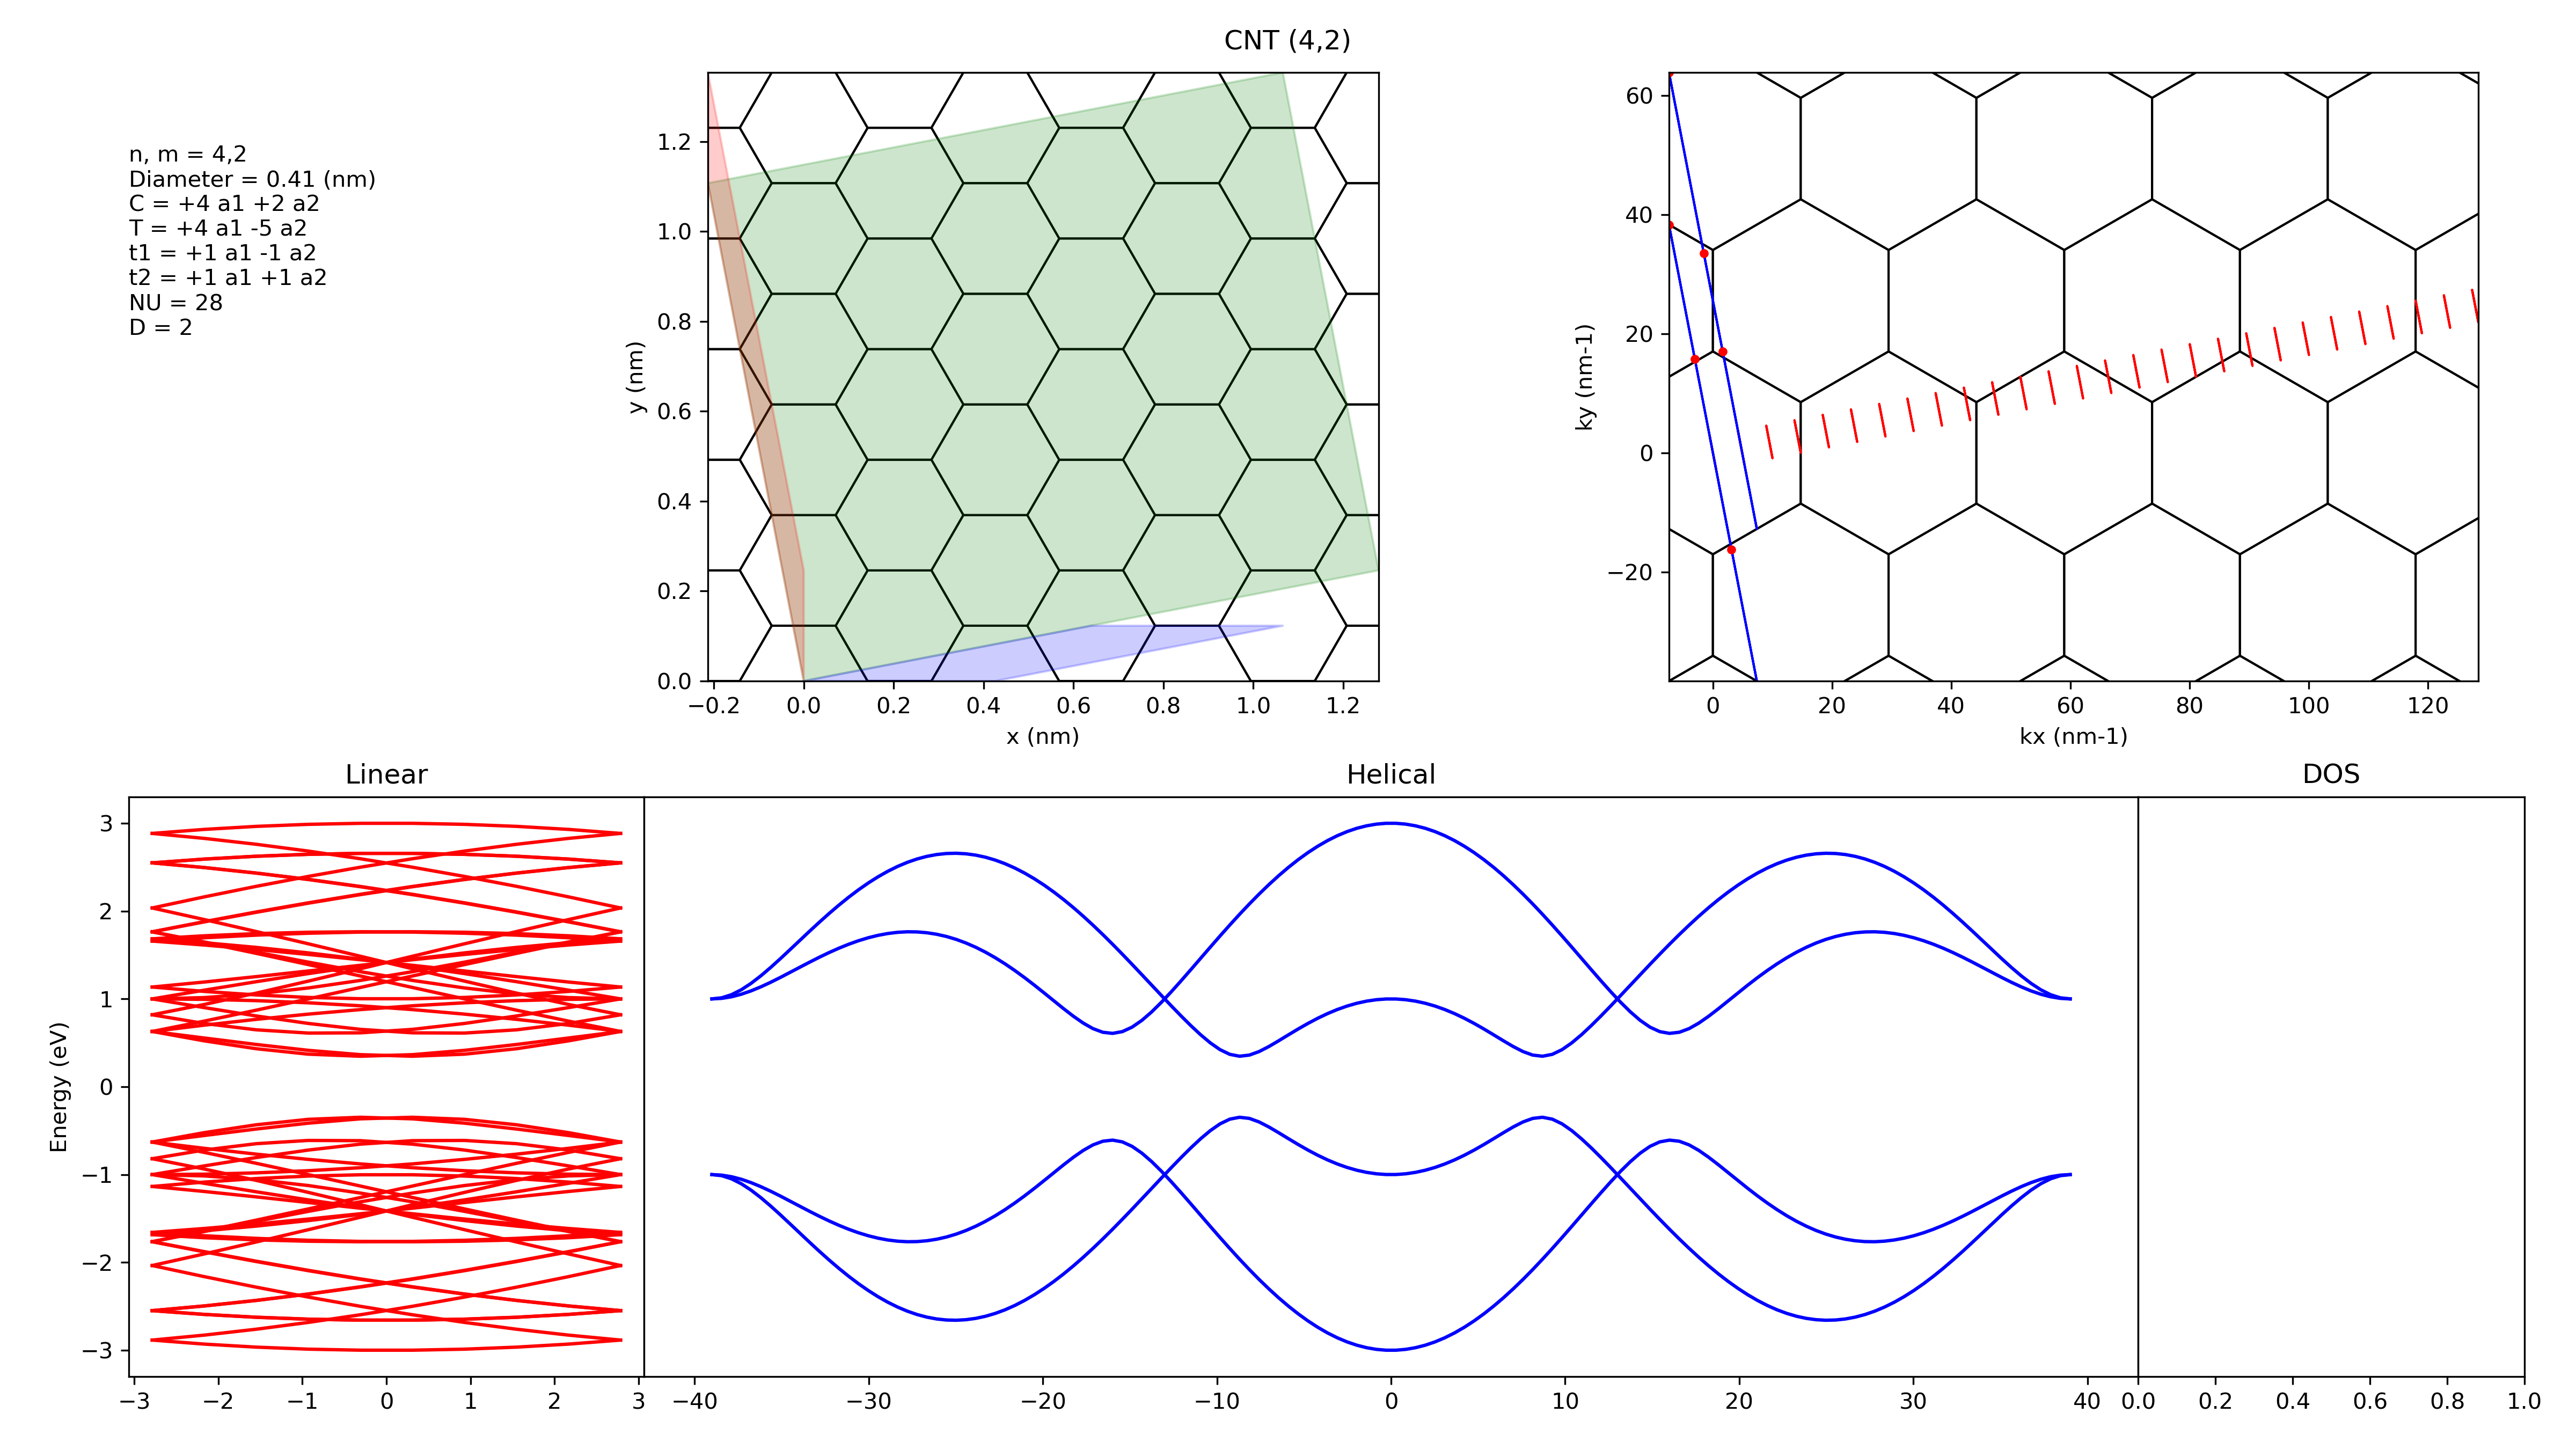 CNT (4,2)
n, m = 4,2
Diameter = 0.41 (nm)
C = +4 a1 +2 a2
T = +4 a1 -5 a2
t1 = +1 a1 -1 a2
t2 = +1 a1 +1 a2
NU = 28
D = 2
y (nm)
1.2
1.0
0.8
0.6
0.4
0.2
0.0
−0.2 0.0 0.2 0.4 0.6 0.8 1.0 1.2
x (nm)
ky (nm-1)
60
40
20
0
−20
0 20 40 60 80 100 120
kx (nm-1)
Linear
Helical
DOS
Energy (eV)
3
2
1
0
−1
−2
−3
−3 −2 −1 0 1 2 3
−40 −30 −20 −10 0 10 20 30 40
0.0 0.2 0.4 0.6 0.8 1.0